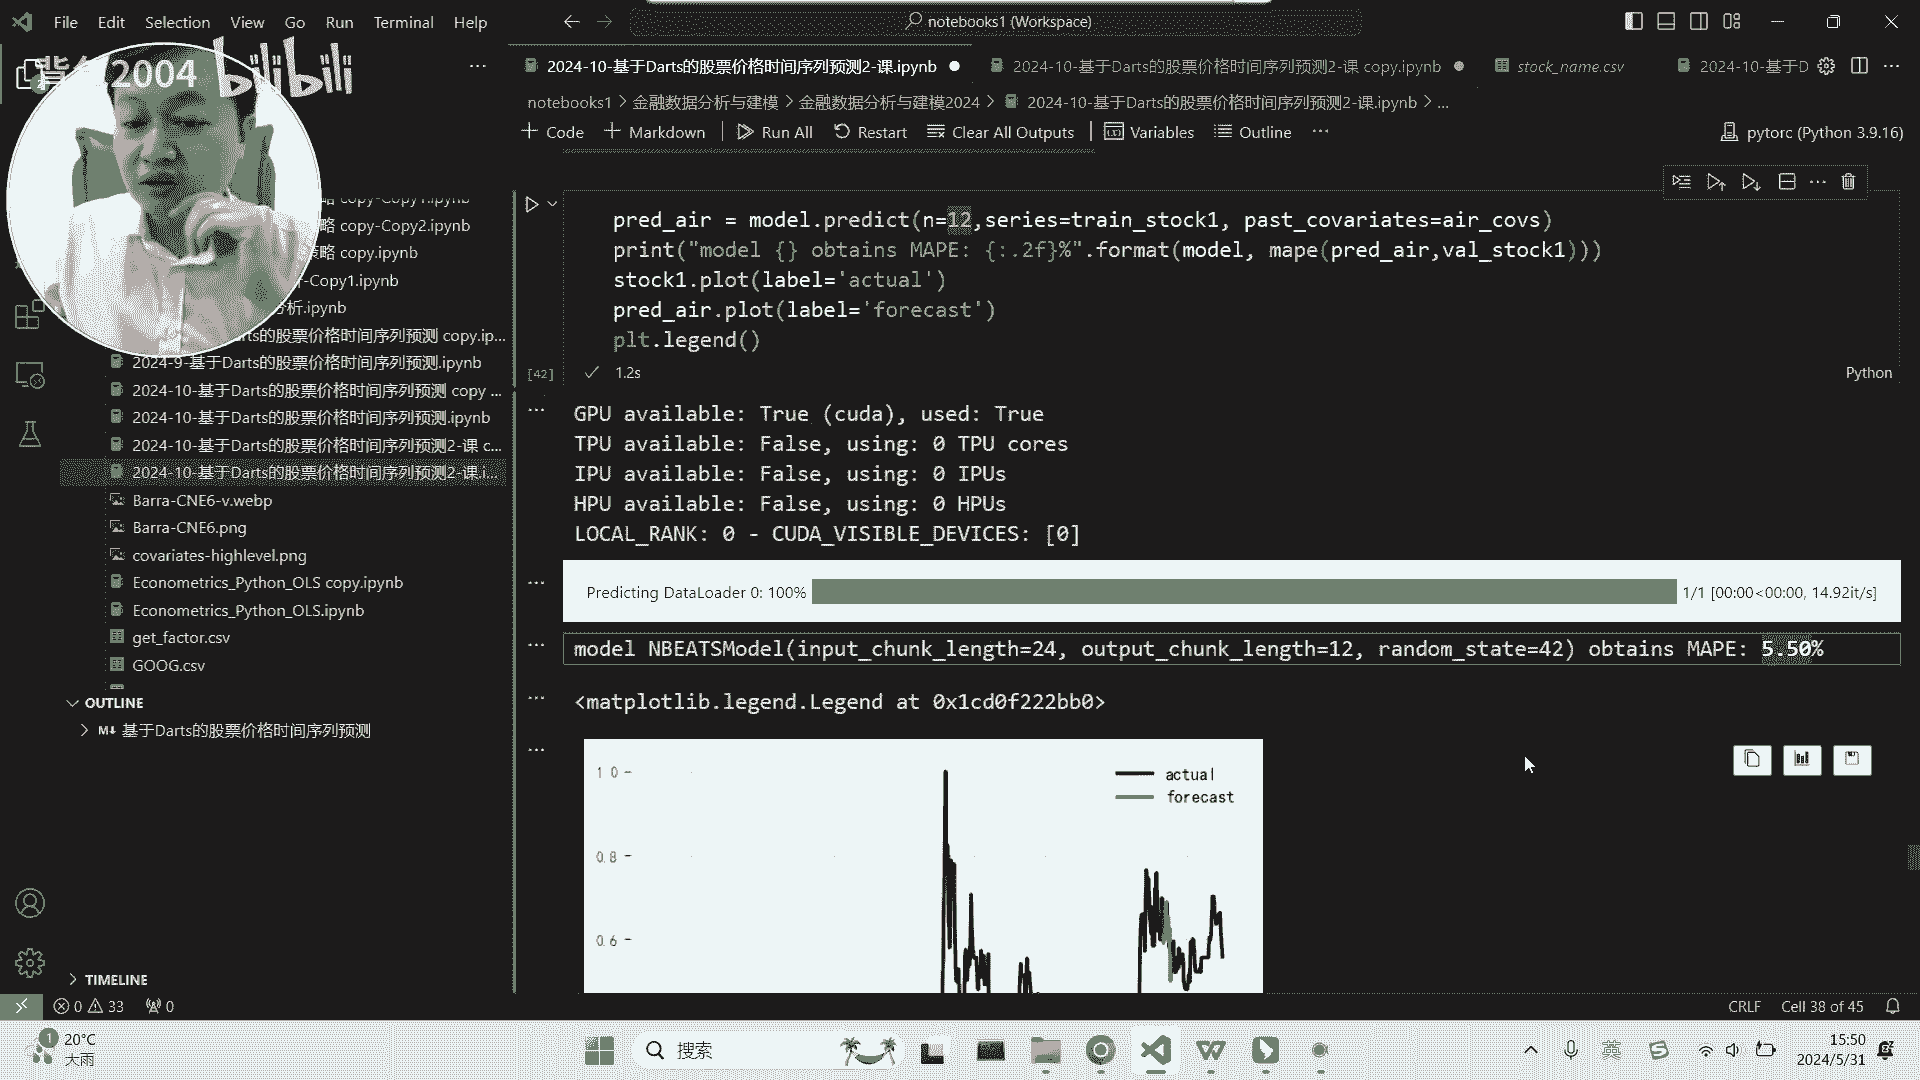 File Edit Selection View Go Run Terminal Help
notebooks1 (Workspace)
2004 bilibili
2024-10-基于Darts的股票价格时间序列预测2-课.ipynb
2024-10-基于Darts的股票价格时间序列预测2-课 copy.ipynb
stock_name.csv
2024-10-基于D
notebooks1 > 金融数据分析与建模 > 金融数据分析与建模2024 > 2024-10-基于Darts的股票价格时间序列预测2-课.ipynb > ...
+ Code + Markdown Run All Restart Clear All Outputs Variables Outline ...
pytorc (Python 3.9.16)
略 copy-Copy1.ipynb
copy-Copy2.ipynb
策略 copy.ipynb
-Copy1.ipynb
分析.ipynb
ts的股票价格时间序列预测 copy.ip...
2024-9-基于Darts的股票价格时间序列预测.ipynb
2024-10-基于Darts的股票价格时间序列预测 copy ...
2024-10-基于Darts的股票价格时间序列预测.ipynb
2024-10-基于Darts的股票价格时间序列预测2-课 c...
2024-10-基于Darts的股票价格时间序列预测2-课.i...
Barra-CNE6-v.webp
Barra-CNE6.png
covariates-highlevel.png
Econometrics_Python_OLS copy.ipynb
Econometrics_Python_OLS.ipynb
get_factor.csv
GOOG.csv
OUTLINE
M↓ 基于Darts的股票价格时间序列预测
TIMELINE
pred_air = model.predict(n=12,series=train_stock1, past_covariates=air_covs)
print("model {} obtains MAPE: {:.2f}%".format(model, mape(pred_air,val_stock1)))
stock1.plot(label='actual')
pred_air.plot(label='forecast')
plt.legend()
[42] ✓ 1.2s
Python
GPU available: True (cuda), used: True
TPU available: False, using: 0 TPU cores
IPU available: False, using: 0 IPUs
HPU available: False, using: 0 HPUs
LOCAL_RANK: 0 - CUDA_VISIBLE_DEVICES: [0]
Predicting DataLoader 0: 100% 1/1 [00:00<00:00, 14.92it/s]
model NBEATSModel(input_chunk_length=24, output_chunk_length=12, random_state=42) obtains MAPE: 5.50%
<matplotlib.legend.Legend at 0x1cd0f222bb0>
1.0
0.8
0.6
actual
forecast
0 33 0
CRLF Cell 38 of 45
1
20°C
大雨
搜索
英
15:50
2024/5/31